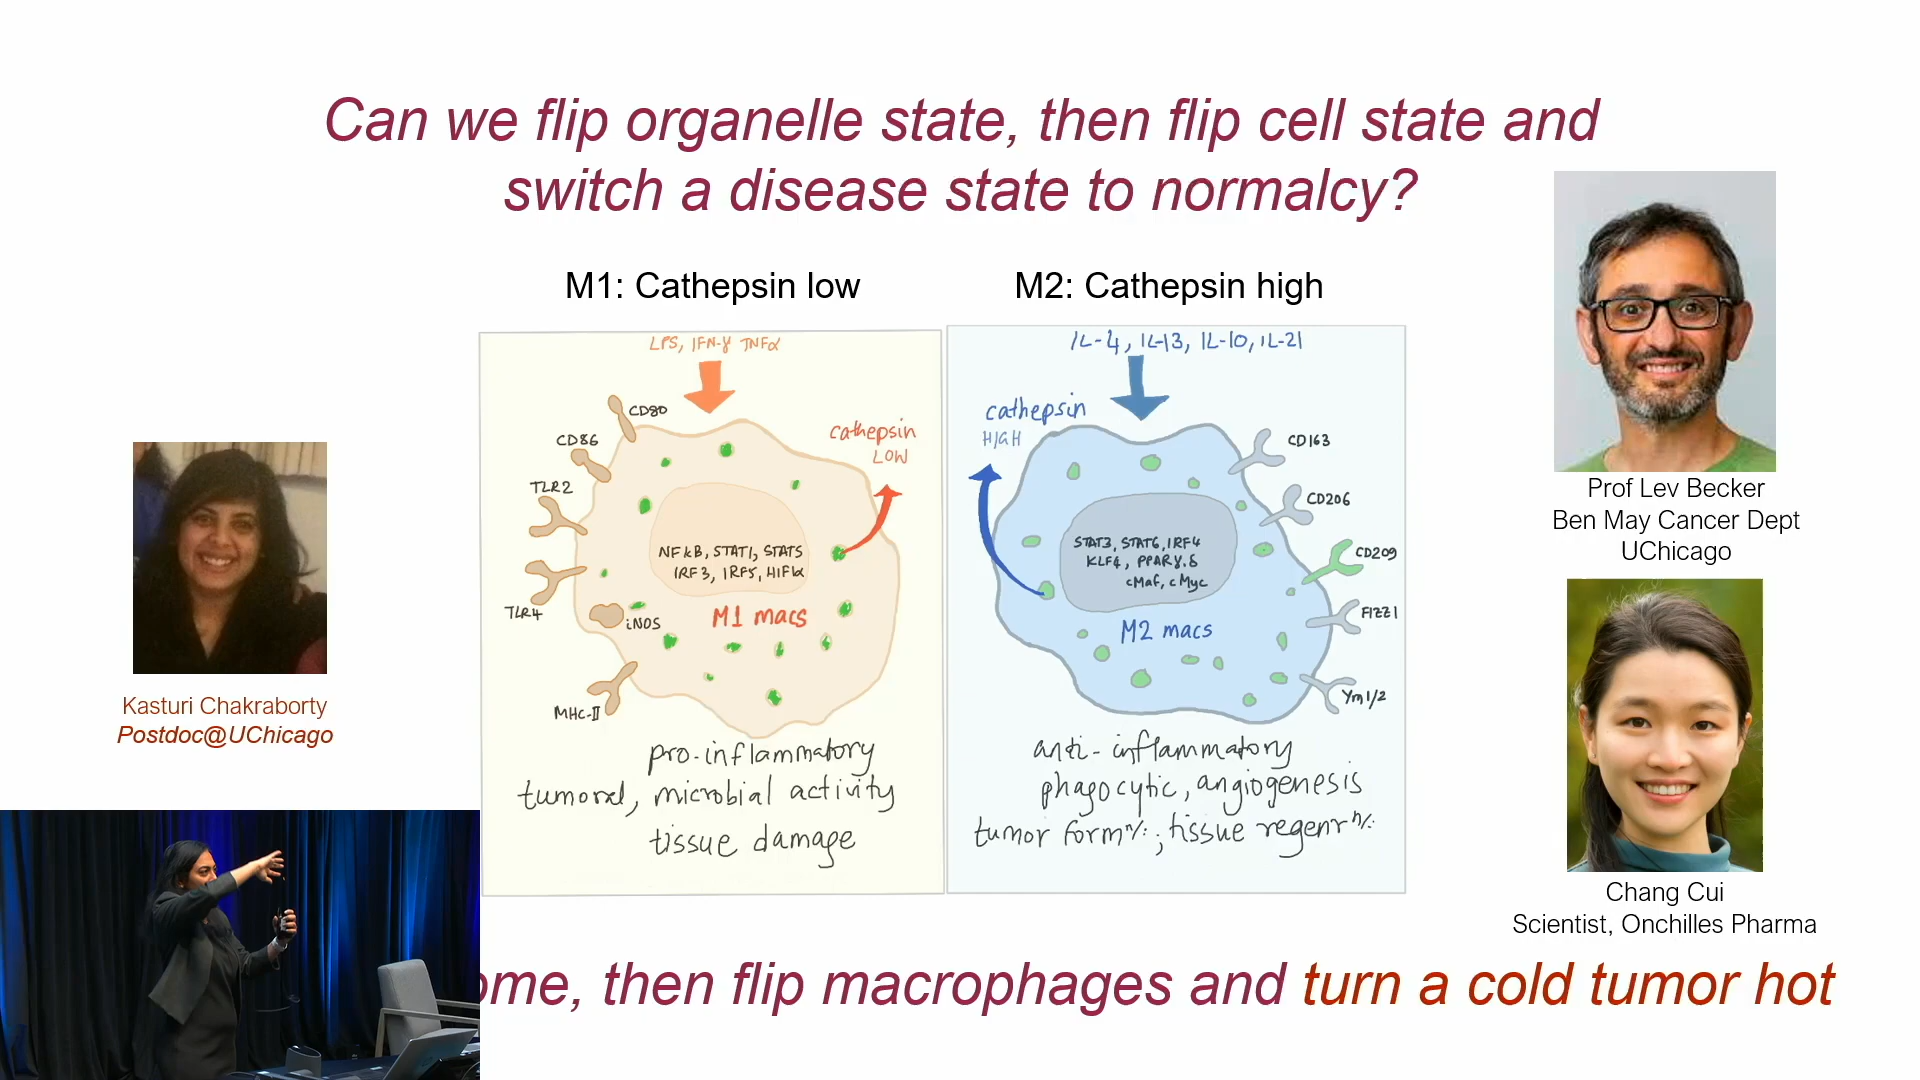 Can we flip organelle state, then flip cell state and
switch a disease state to normalcy?
M1: Cathepsin low
M2: Cathepsin high
LPS, IFN-γ TNFα
CD80
CD86
TLR2
TLR4
cathepsin
LOW
NFkB, STAT1, STAT5
IRF3, IRF5, HIF1α
M1 macs
iNOS
MHC-II
pro-inflammatory
tumoral, microbial activity
tissue damage
IL-4, IL-13, IL-10, IL-21
cathepsin
HIGH
CD163
CD206
CD209
FIZZ1
Ym1/2
STAT3, STAT6, IRF4
KLF4, PPARγ,δ
cMaf, cMyc
M2 macs
anti-inflammatory
phagocytic, angiogenesis
tumor formn/: ; tissue regenrn/:
Kasturi Chakraborty
Postdoc@UChicago
Prof Lev Becker
Ben May Cancer Dept
UChicago
Chang Cui
Scientist, Onchilles Pharma
ome, then flip macrophages and turn a cold tumor hot